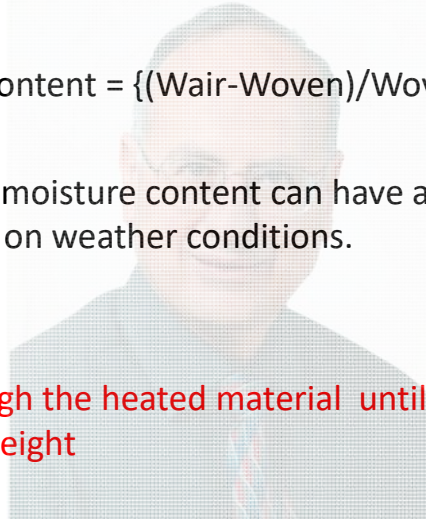 ontent = {(Wair-Woven)/Wov
moisture content can have a
on weather conditions.
gh the heated material  until
eight